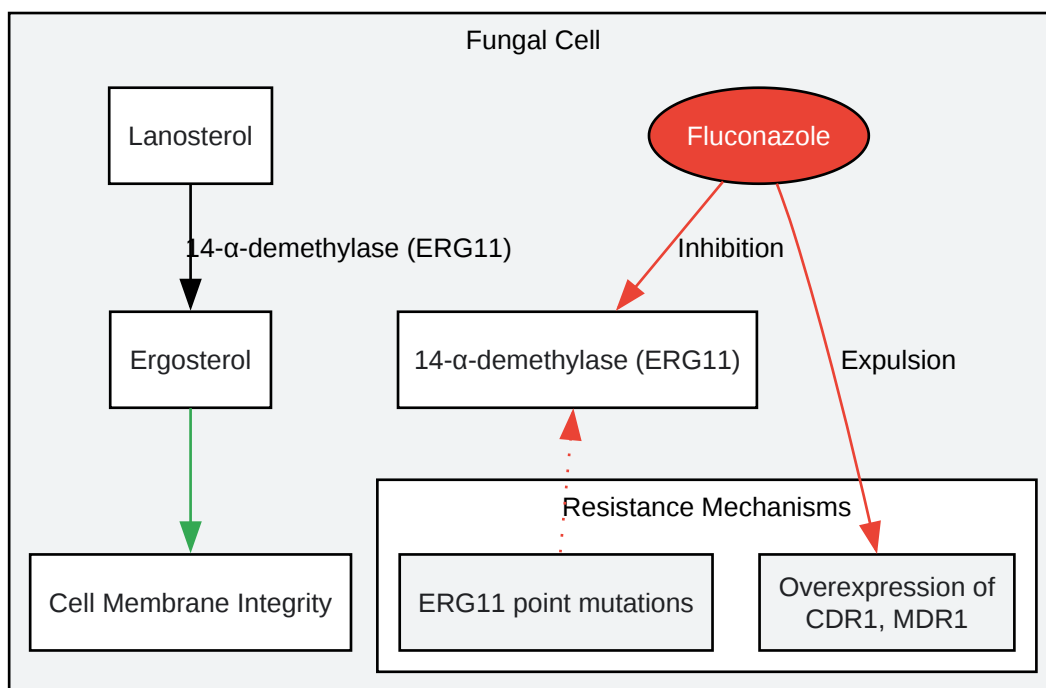 Fungal Cell
Lanosterol
Fluconazole
14-α-demethylase (ERG11)
Inhibition
Ergosterol
14-α-demethylase (ERG11)
Expulsion
Resistance Mechanisms
Cell Membrane Integrity
ERG11 point mutations
Overexpression of
CDR1, MDR1